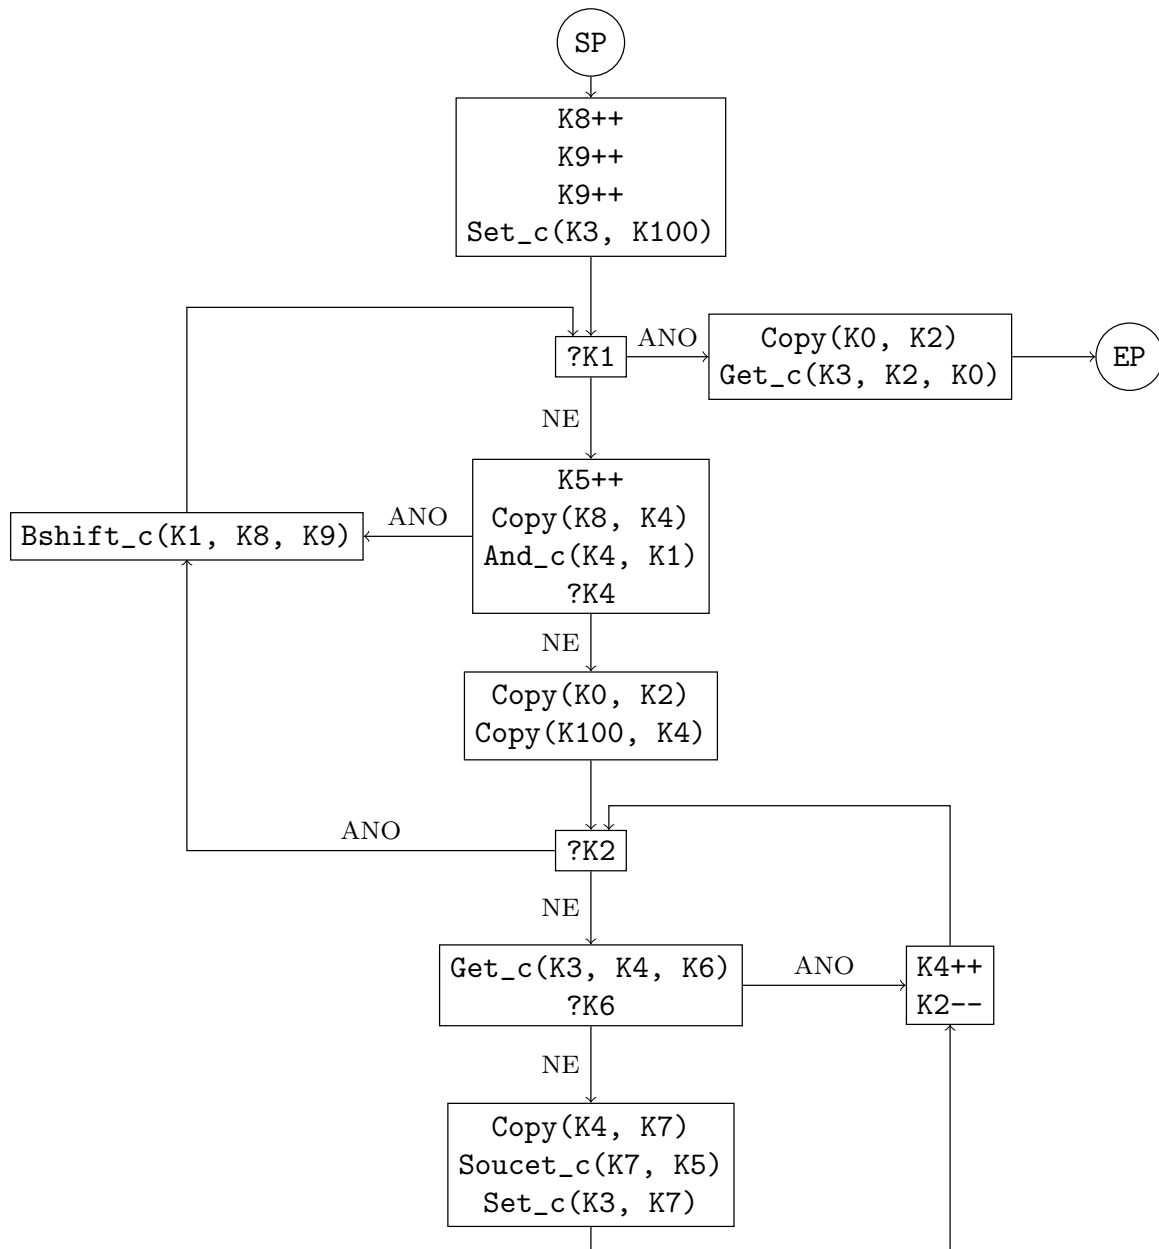 SP
K8++
K9++
K9++
Set_c(K3, K100)
?K1
ANO
Copy(K0, K2)
Get_c(K3, K2, K0)
EP
NE
K5++
Copy(K8, K4)
And_c(K4, K1)
?K4
ANO
Bshift_c(K1, K8, K9)
NE
Copy(K0, K2)
Copy(K100, K4)
ANO
?K2
NE
Get_c(K3, K4, K6)
?K6
ANO
K4++
K2--
NE
Copy(K4, K7)
Soucet_c(K7, K5)
Set_c(K3, K7)